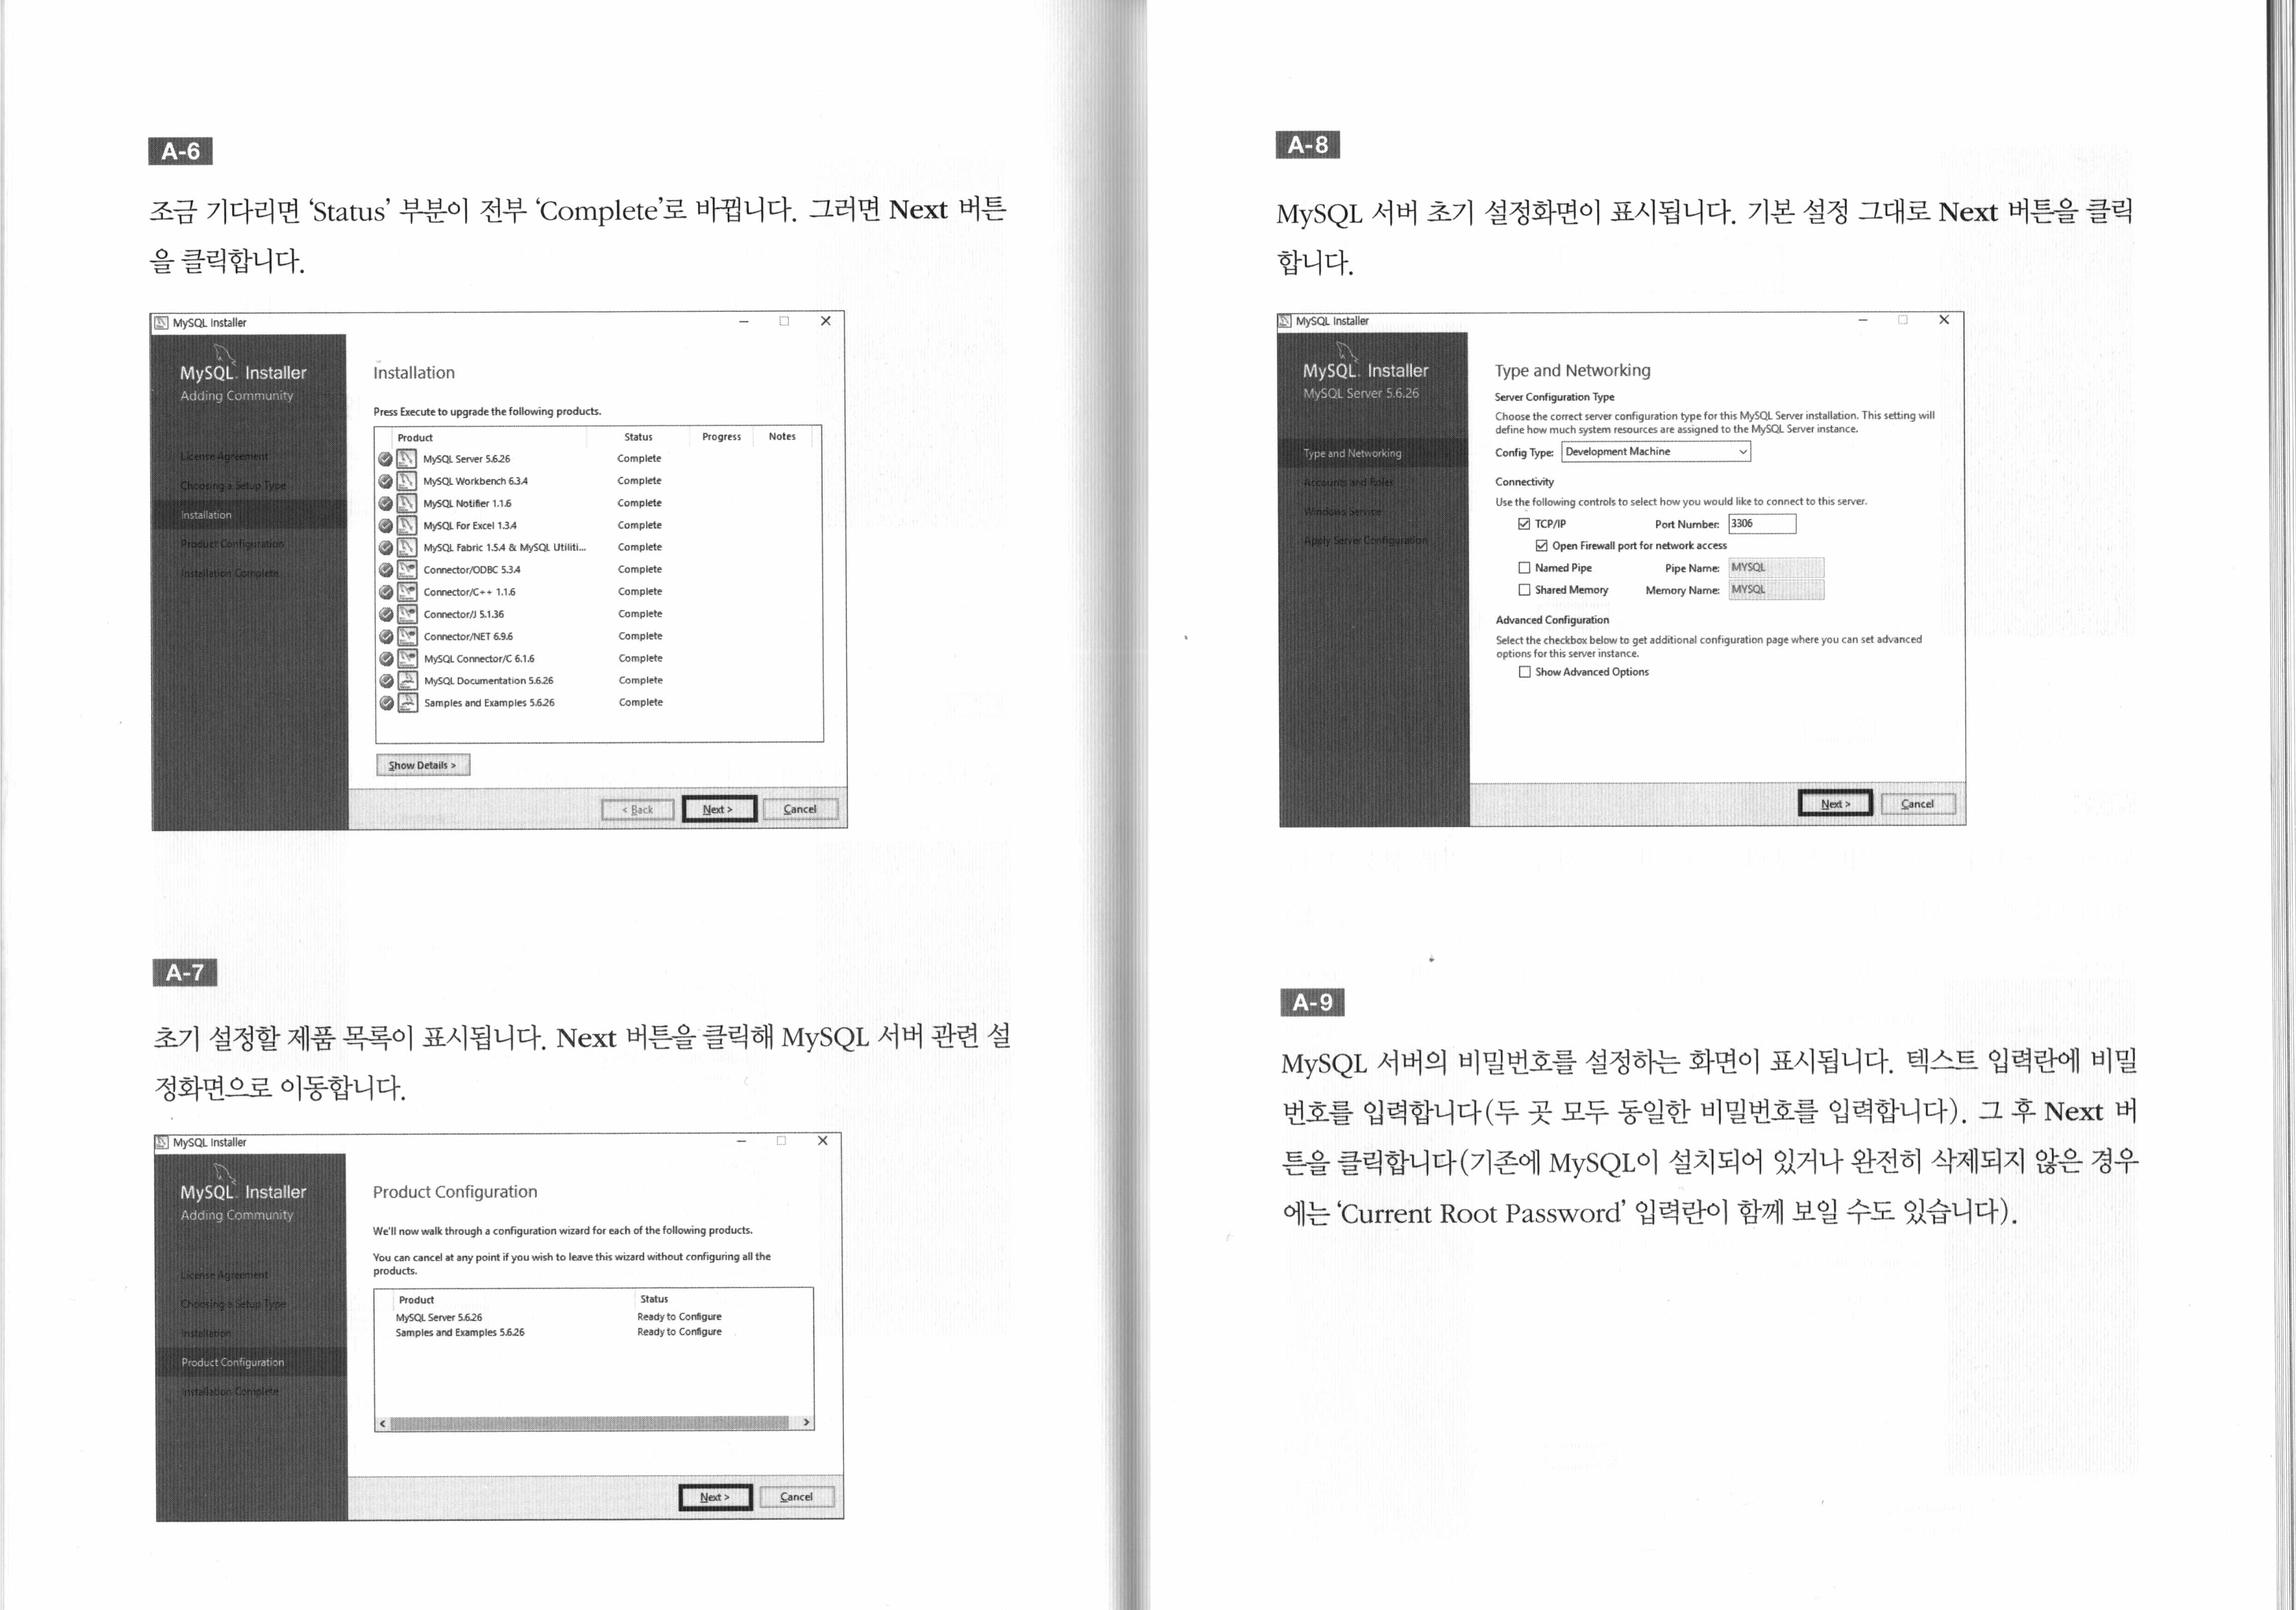 A-6
조금 기다리면 ‘Status’ 부분이 전부 ‘Complete’로 바뀝니다. 그러면 Next 버튼
을 클릭합니다.
MySQL Installer
MySQL. Installer
Adding Community
License Agreement
Choosing a Setup Type
Installation
Product Configuration
Installation Complete
Installation
Press Execute to upgrade the following products.
Product Status Progress Notes
MySQL Server 5.6.26 Complete
MySQL Workbench 6.3.4 Complete
MySQL Notifier 1.1.6 Complete
MySQL For Excel 1.3.4 Complete
MySQL Fabric 1.5.4 & MySQL Utiliti... Complete
Connector/ODBC 5.3.4 Complete
Connector/C++ 1.1.6 Complete
Connector/J 5.1.36 Complete
Connector/NET 6.9.6 Complete
MySQL Connector/C 6.1.6 Complete
MySQL Documentation 5.6.26 Complete
Samples and Examples 5.6.26 Complete
Show Details >
< Back Next > Cancel
A-7
초기 설정할 제품 목록이 표시됩니다. Next 버튼을 클릭해 MySQL 서버 관련 설
정화면으로 이동합니다.
MySQL Installer
MySQL. Installer
Adding Community
License Agreement
Choosing a Setup Type
Installation
Product Configuration
Installation Complete
Product Configuration
We'll now walk through a configuration wizard for each of the following products.
You can cancel at any point if you wish to leave this wizard without configuring all the
products.
Product Status
MySQL Server 5.6.26 Ready to Configure
Samples and Examples 5.6.26 Ready to Configure
Next > Cancel
A-8
MySQL 서버 초기 설정화면이 표시됩니다. 기본 설정 그대로 Next 버튼을 클릭
합니다.
MySQL Installer
MySQL. Installer
MySQL Server 5.6.26
Type and Networking
Accounts and Roles
Windows Service
Apply Server Configuration
Type and Networking
Server Configuration Type
Choose the correct server configuration type for this MySQL Server installation. This setting will
define how much system resources are assigned to the MySQL Server instance.
Config Type: Development Machine
Connectivity
Use the following controls to select how you would like to connect to this server.
TCP/IP Port Number: 3306
Open Firewall port for network access
Named Pipe Pipe Name: MYSQL
Shared Memory Memory Name: MYSQL
Advanced Configuration
Select the checkbox below to get additional configuration page where you can set advanced
options for this server instance.
Show Advanced Options
Next > Cancel
A-9
MySQL 서버의 비밀번호를 설정하는 화면이 표시됩니다. 텍스트 입력란에 비밀
번호를 입력합니다(두 곳 모두 동일한 비밀번호를 입력합니다). 그 후 Next 버
튼을 클릭합니다(기존에 MySQL이 설치되어 있거나 완전히 삭제되지 않은 경우
에는 ‘Current Root Password’ 입력란이 함께 보일 수도 있습니다).